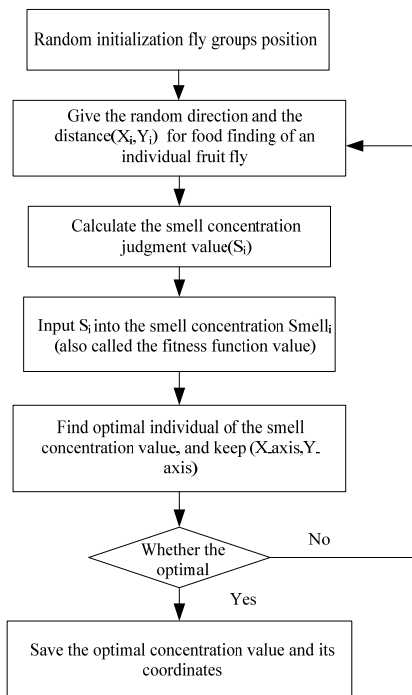 Random initialization fly groups position
Give the random direction and the
distance(Xi,Yi) for food finding of an
individual fruit fly
Calculate the smell concentration
judgment value(Si)
Input Si into the smell concentration Smelli
(also called the fitness function value)
Find optimal individual of the smell
concentration value, and keep (X_axis,Y_
axis)
Whether the
optimal
No
Yes
Save the optimal concentration value and its
coordinates